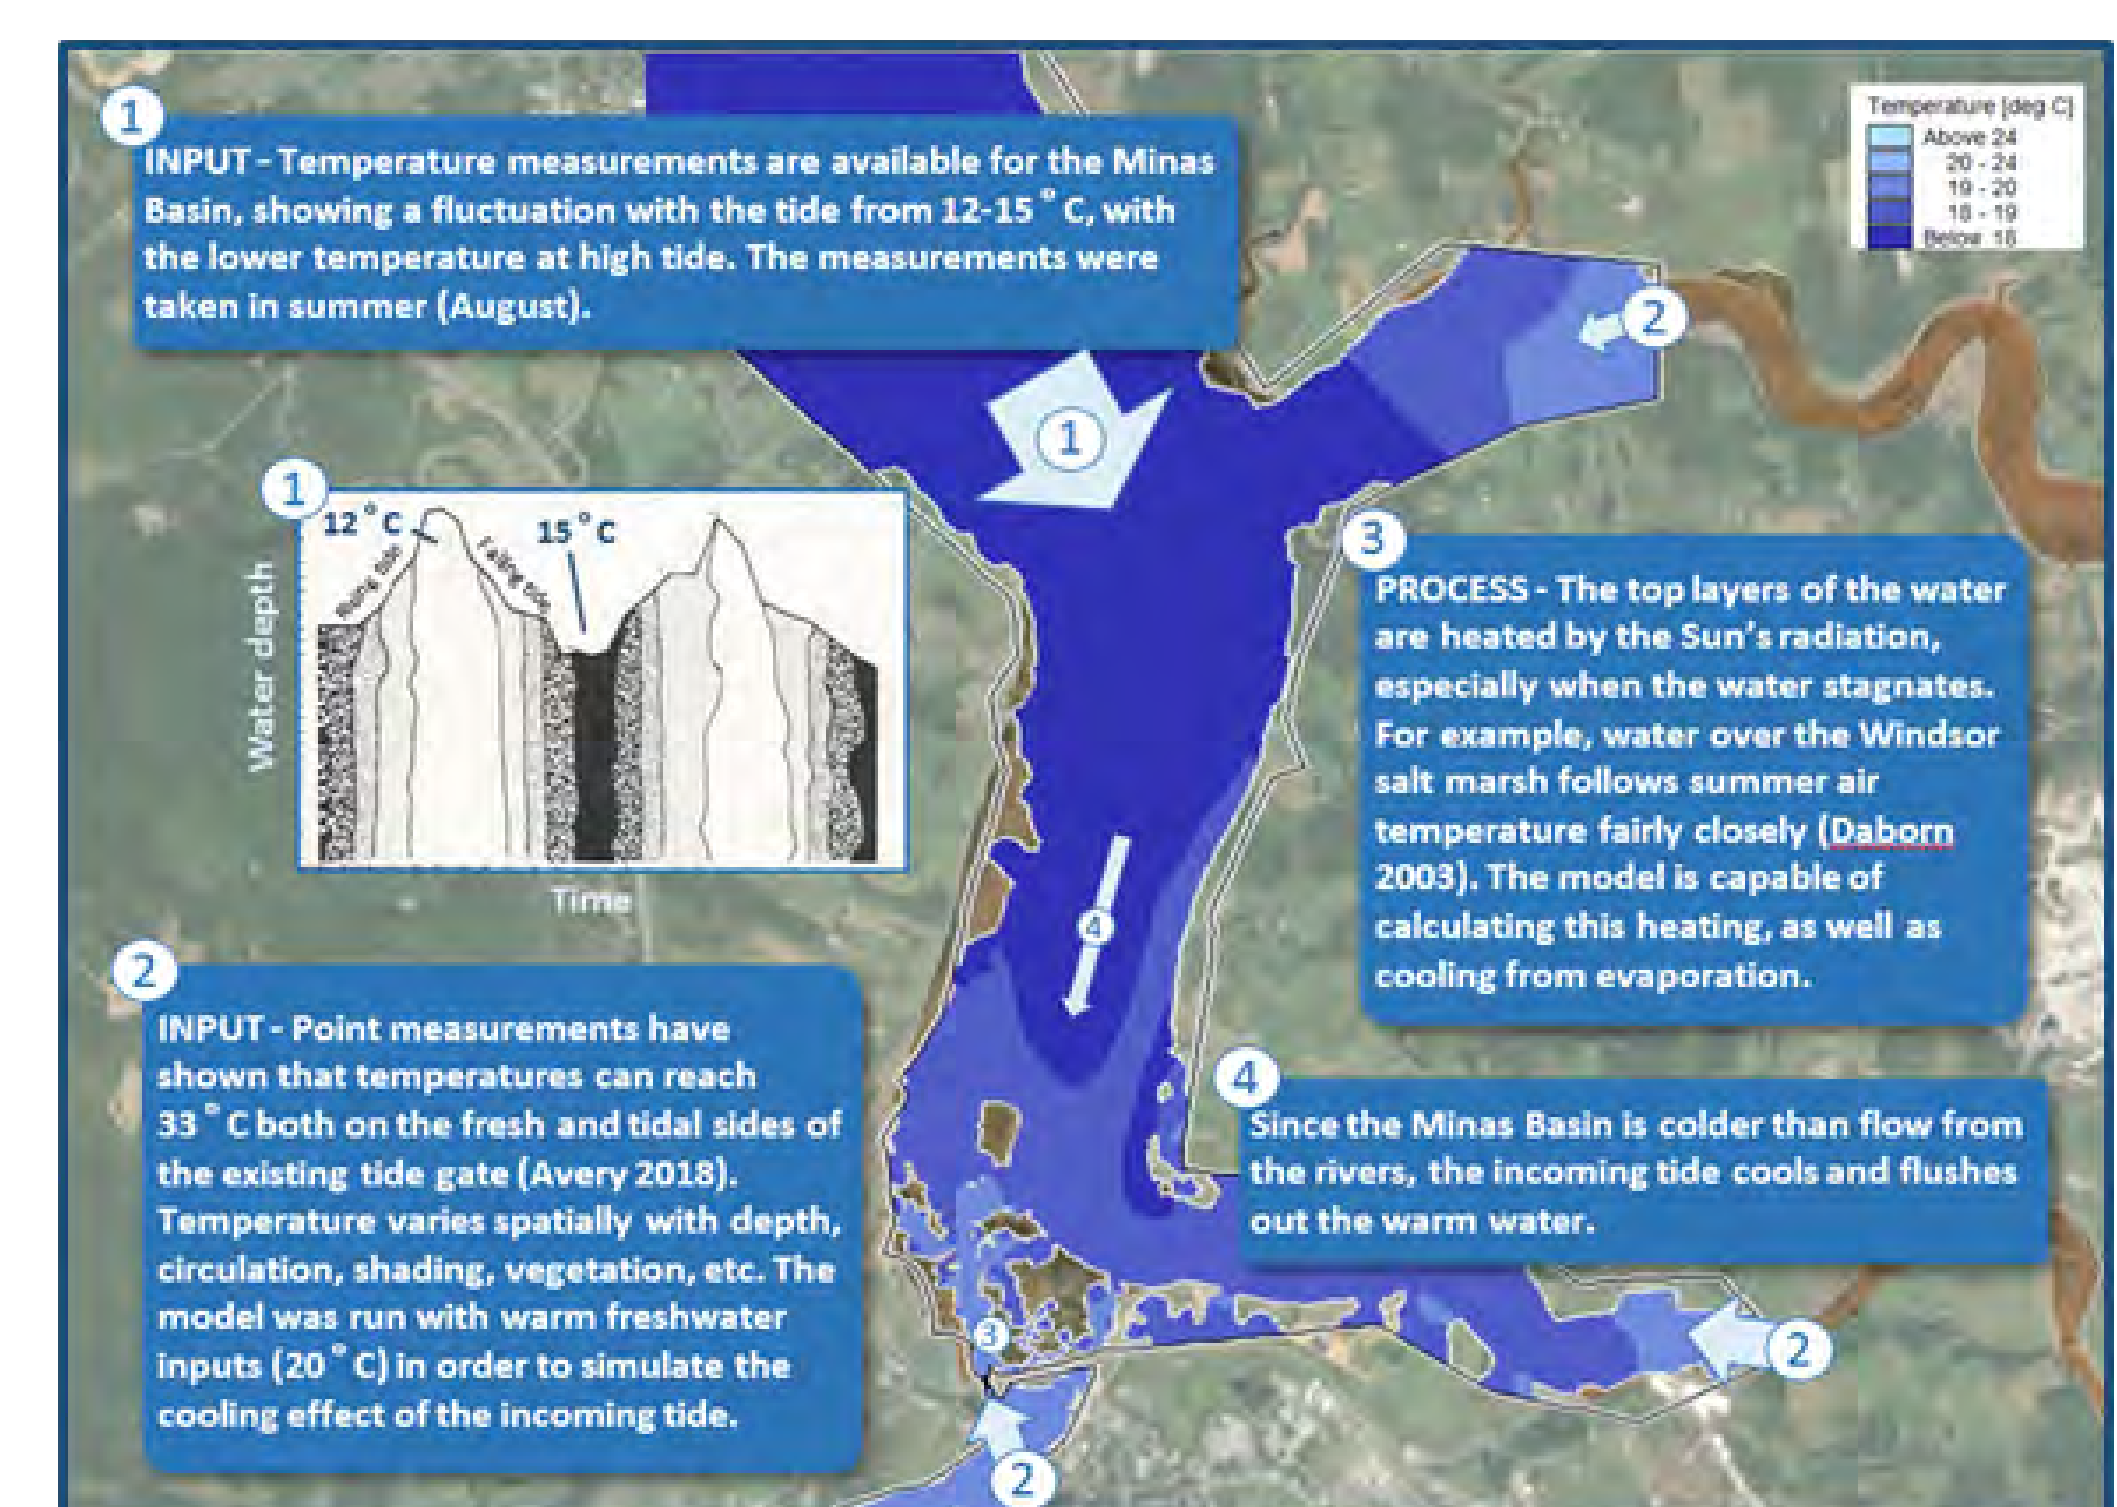 1
INPUT - Temperature measurements are available for the Minas
Basin, showing a fluctuation with the tide from 12-15 °C, with
the lower temperature at high tide. The measurements were
taken in summer (August).
Temperature [deg C]
Above 24
20 - 24
19 - 20
18 - 19
Below 18
2
1
1
12 °C
15 °C
Rising tide
Falling tide
Water depth
Time
3
PROCESS - The top layers of the water
are heated by the Sun's radiation,
especially when the water stagnates.
For example, water over the Windsor
salt marsh follows summer air
temperature fairly closely (Daborn
2003). The model is capable of
calculating this heating, as well as
cooling from evaporation.
4
2
INPUT - Point measurements have
shown that temperatures can reach
33 °C both on the fresh and tidal sides of
the existing tide gate (Avery 2018).
Temperature varies spatially with depth,
circulation, shading, vegetation, etc. The
model was run with warm freshwater
inputs (20 °C) in order to simulate the
cooling effect of the incoming tide.
4
Since the Minas Basin is colder than flow from
the rivers, the incoming tide cools and flushes
out the warm water.
3
2
2